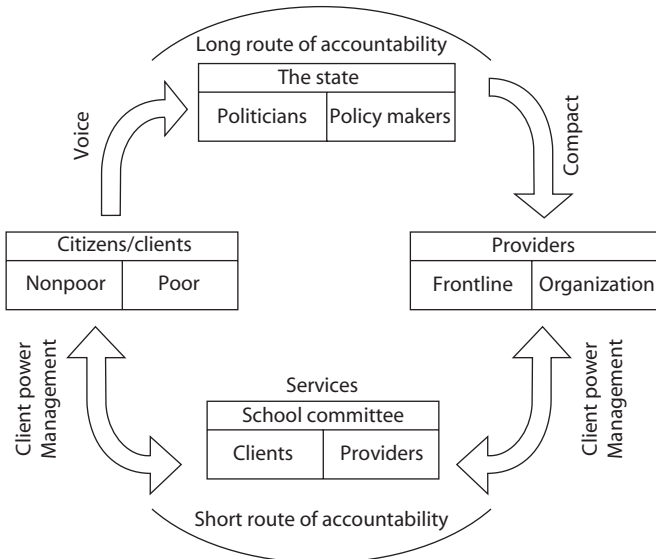 Long route of accountability
The state
Politicians
Policy makers
Voice
Compact
Citizens/clients
Nonpoor
Poor
Providers
Frontline
Organization
Client power
Management
Services
School committee
Clients
Providers
Client power
Management
Short route of accountability